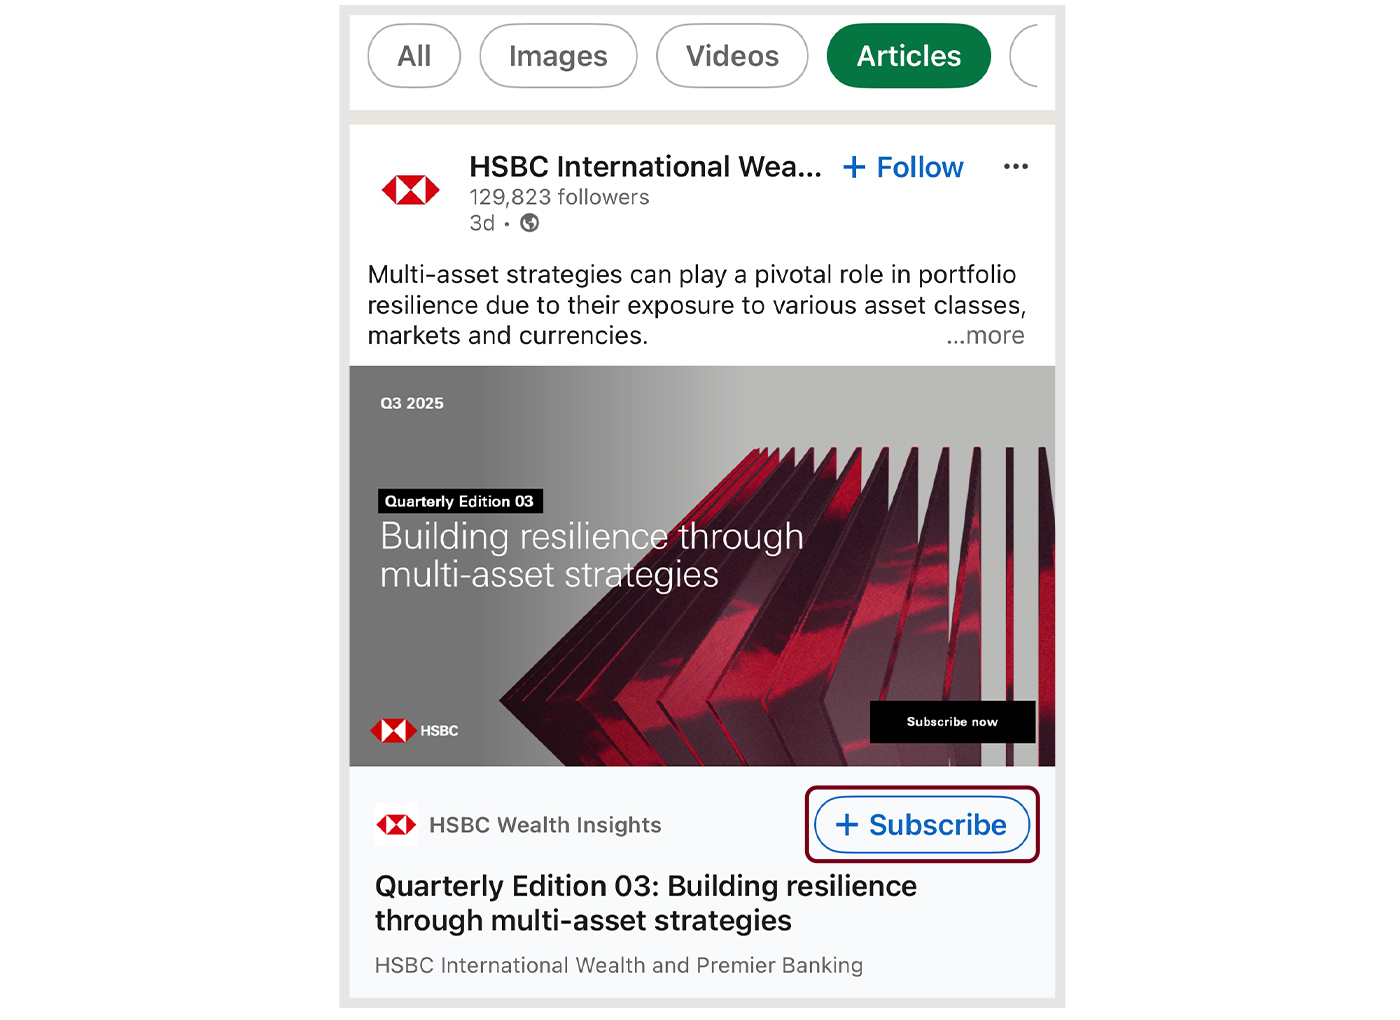 All Images Videos Articles
HSBC International Wea... + Follow ...
129,823 followers
3d •
Multi-asset strategies can play a pivotal role in portfolio
resilience due to their exposure to various asset classes,
markets and currencies. ...more
Q3 2025
Quarterly Edition 03
Building resilience through
multi-asset strategies
HSBC
Subscribe now
HSBC Wealth Insights + Subscribe
Quarterly Edition 03: Building resilience
through multi-asset strategies
HSBC International Wealth and Premier Banking